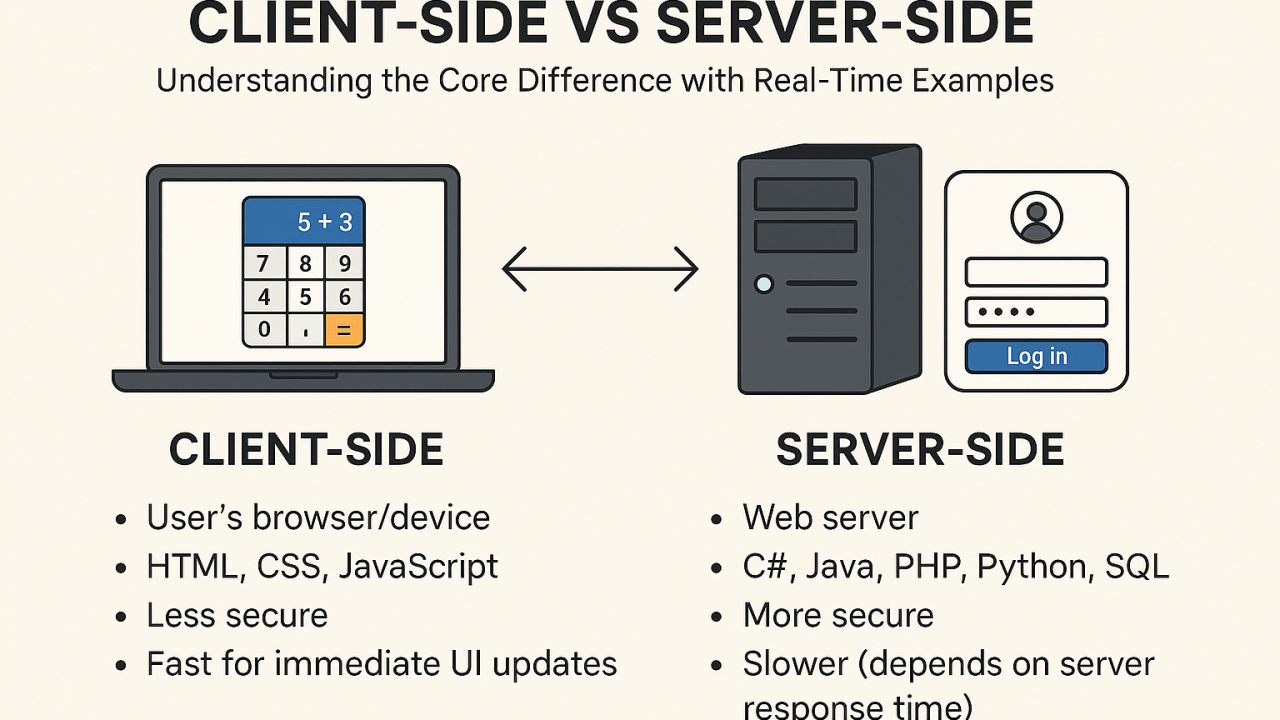 CLIENT-SIDE VS SERVER-SIDE
Understanding the Core Difference with Real-Time Examples
5 + 3
7 8 9
4 5 6
0 , =
Log in
CLIENT-SIDE
• User’s browser/device
• HTML, CSS, JavaScript
• Less secure
• Fast for immediate UI updates
SERVER-SIDE
• Web server
• C#, Java, PHP, Python, SQL
• More secure
• Slower (depends on server
response time)